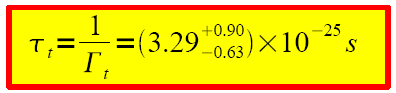 τ_t = 1/Γ_t = (3.29 ^{+0.90}_{−0.63}) × 10^{−25} s